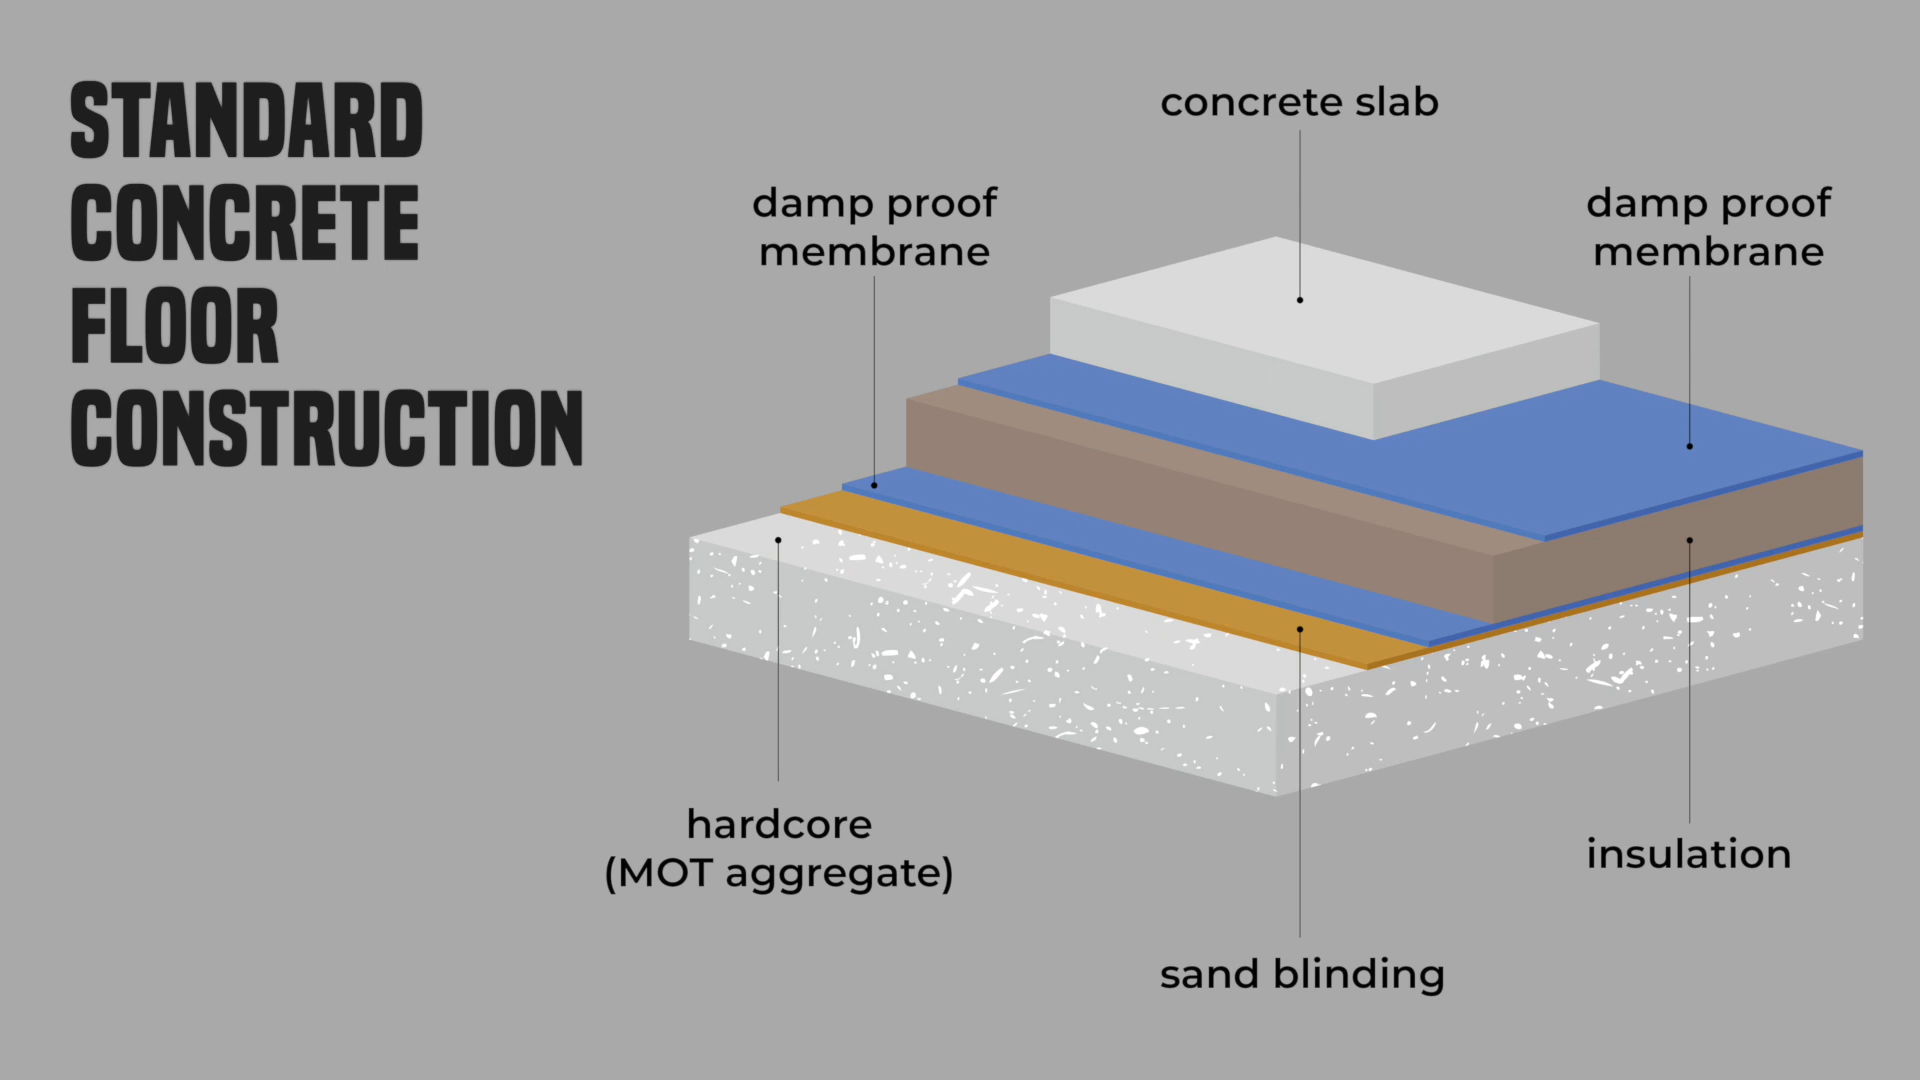 STANDARD
CONCRETE
FLOOR
CONSTRUCTION
concrete slab
damp proof
membrane
damp proof
membrane
hardcore
(MOT aggregate)
insulation
sand blinding